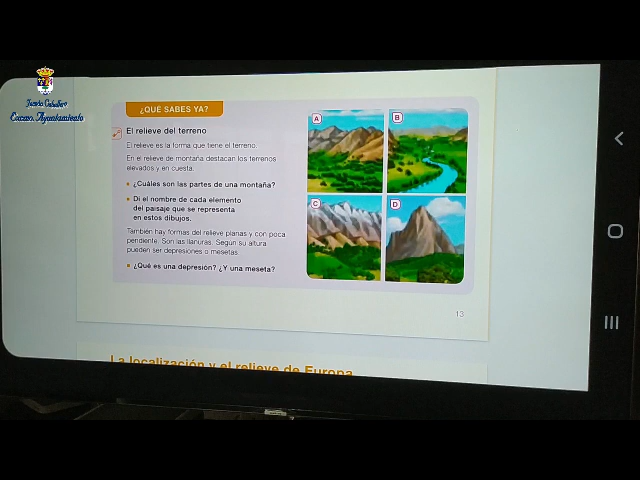 ¿QUÉ SABES YA?
El relieve del terreno
El relieve es la forma que tiene el terreno.
En el relieve de montaña destacan los terrenos
elevados y en cuesta.
¿Cuáles son las partes de una montaña?
Di el nombre de cada elemento
del paisaje que se representa
en estos dibujos.
También hay formas del relieve planas y con poca
pendiente. Son las llanuras. Según su altura,
pueden ser depresiones o mesetas.
¿Qué es una depresión? ¿Y una meseta?
A
B
C
D
13
La localización y el relieve de Europa
Ayuntamiento